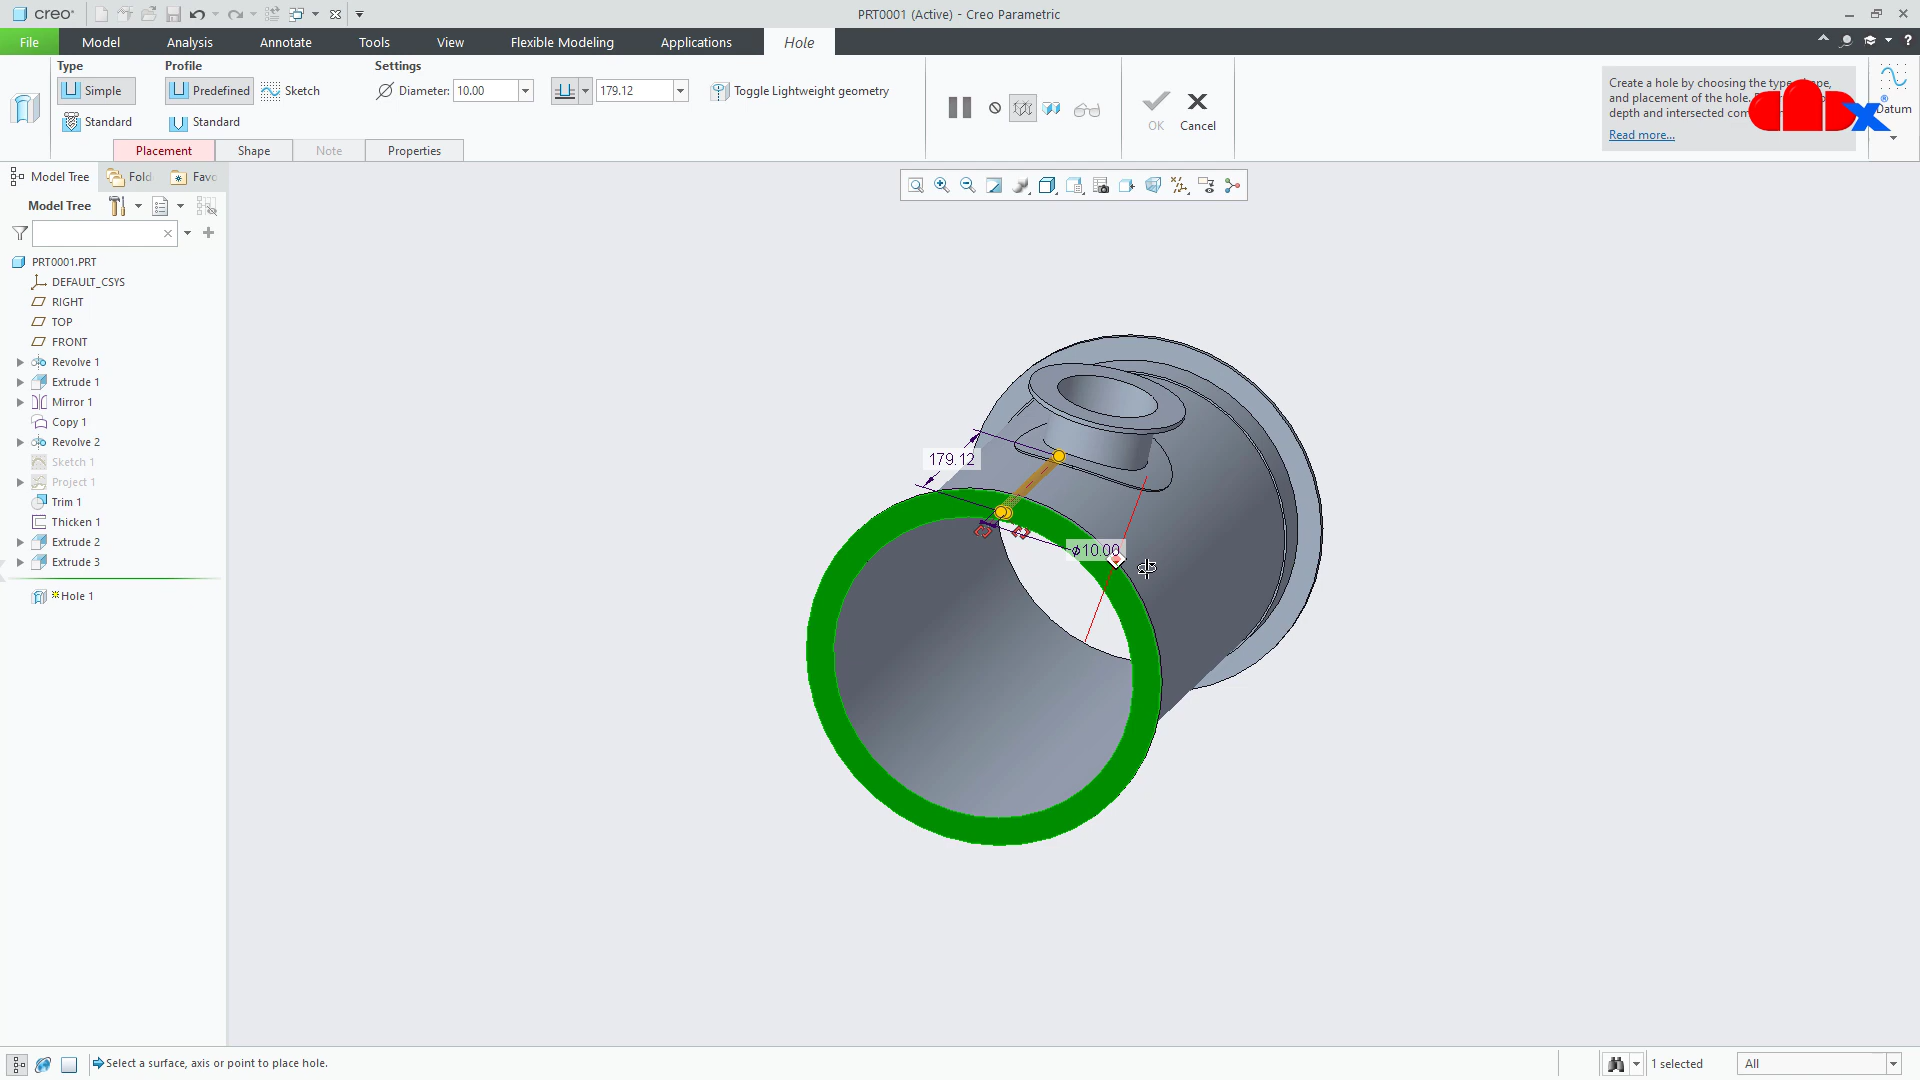 creo®
PRT0001 (Active) - Creo Parametric
File
Model
Analysis
Annotate
Tools
View
Flexible Modeling
Applications
Hole
Type
Profile
Settings
Simple
Predefined
Sketch
Diameter:
10.00
179.12
Toggle Lightweight geometry
Standard
Standard
OK
Cancel
Create a hole by choosing the type,
and placement of the hole.
depth and intersected
Read more...
Datum
Placement
Shape
Note
Properties
Model Tree
Fold
Favo
Model Tree
PRT0001.PRT
DEFAULT_CSYS
RIGHT
TOP
FRONT
Revolve 1
Extrude 1
Mirror 1
Copy 1
Revolve 2
Sketch 1
Project 1
Trim 1
Thicken 1
Extrude 2
Extrude 3
Hole 1
179.12
ϕ10.00
Select a surface, axis or point to place hole.
1 selected
All